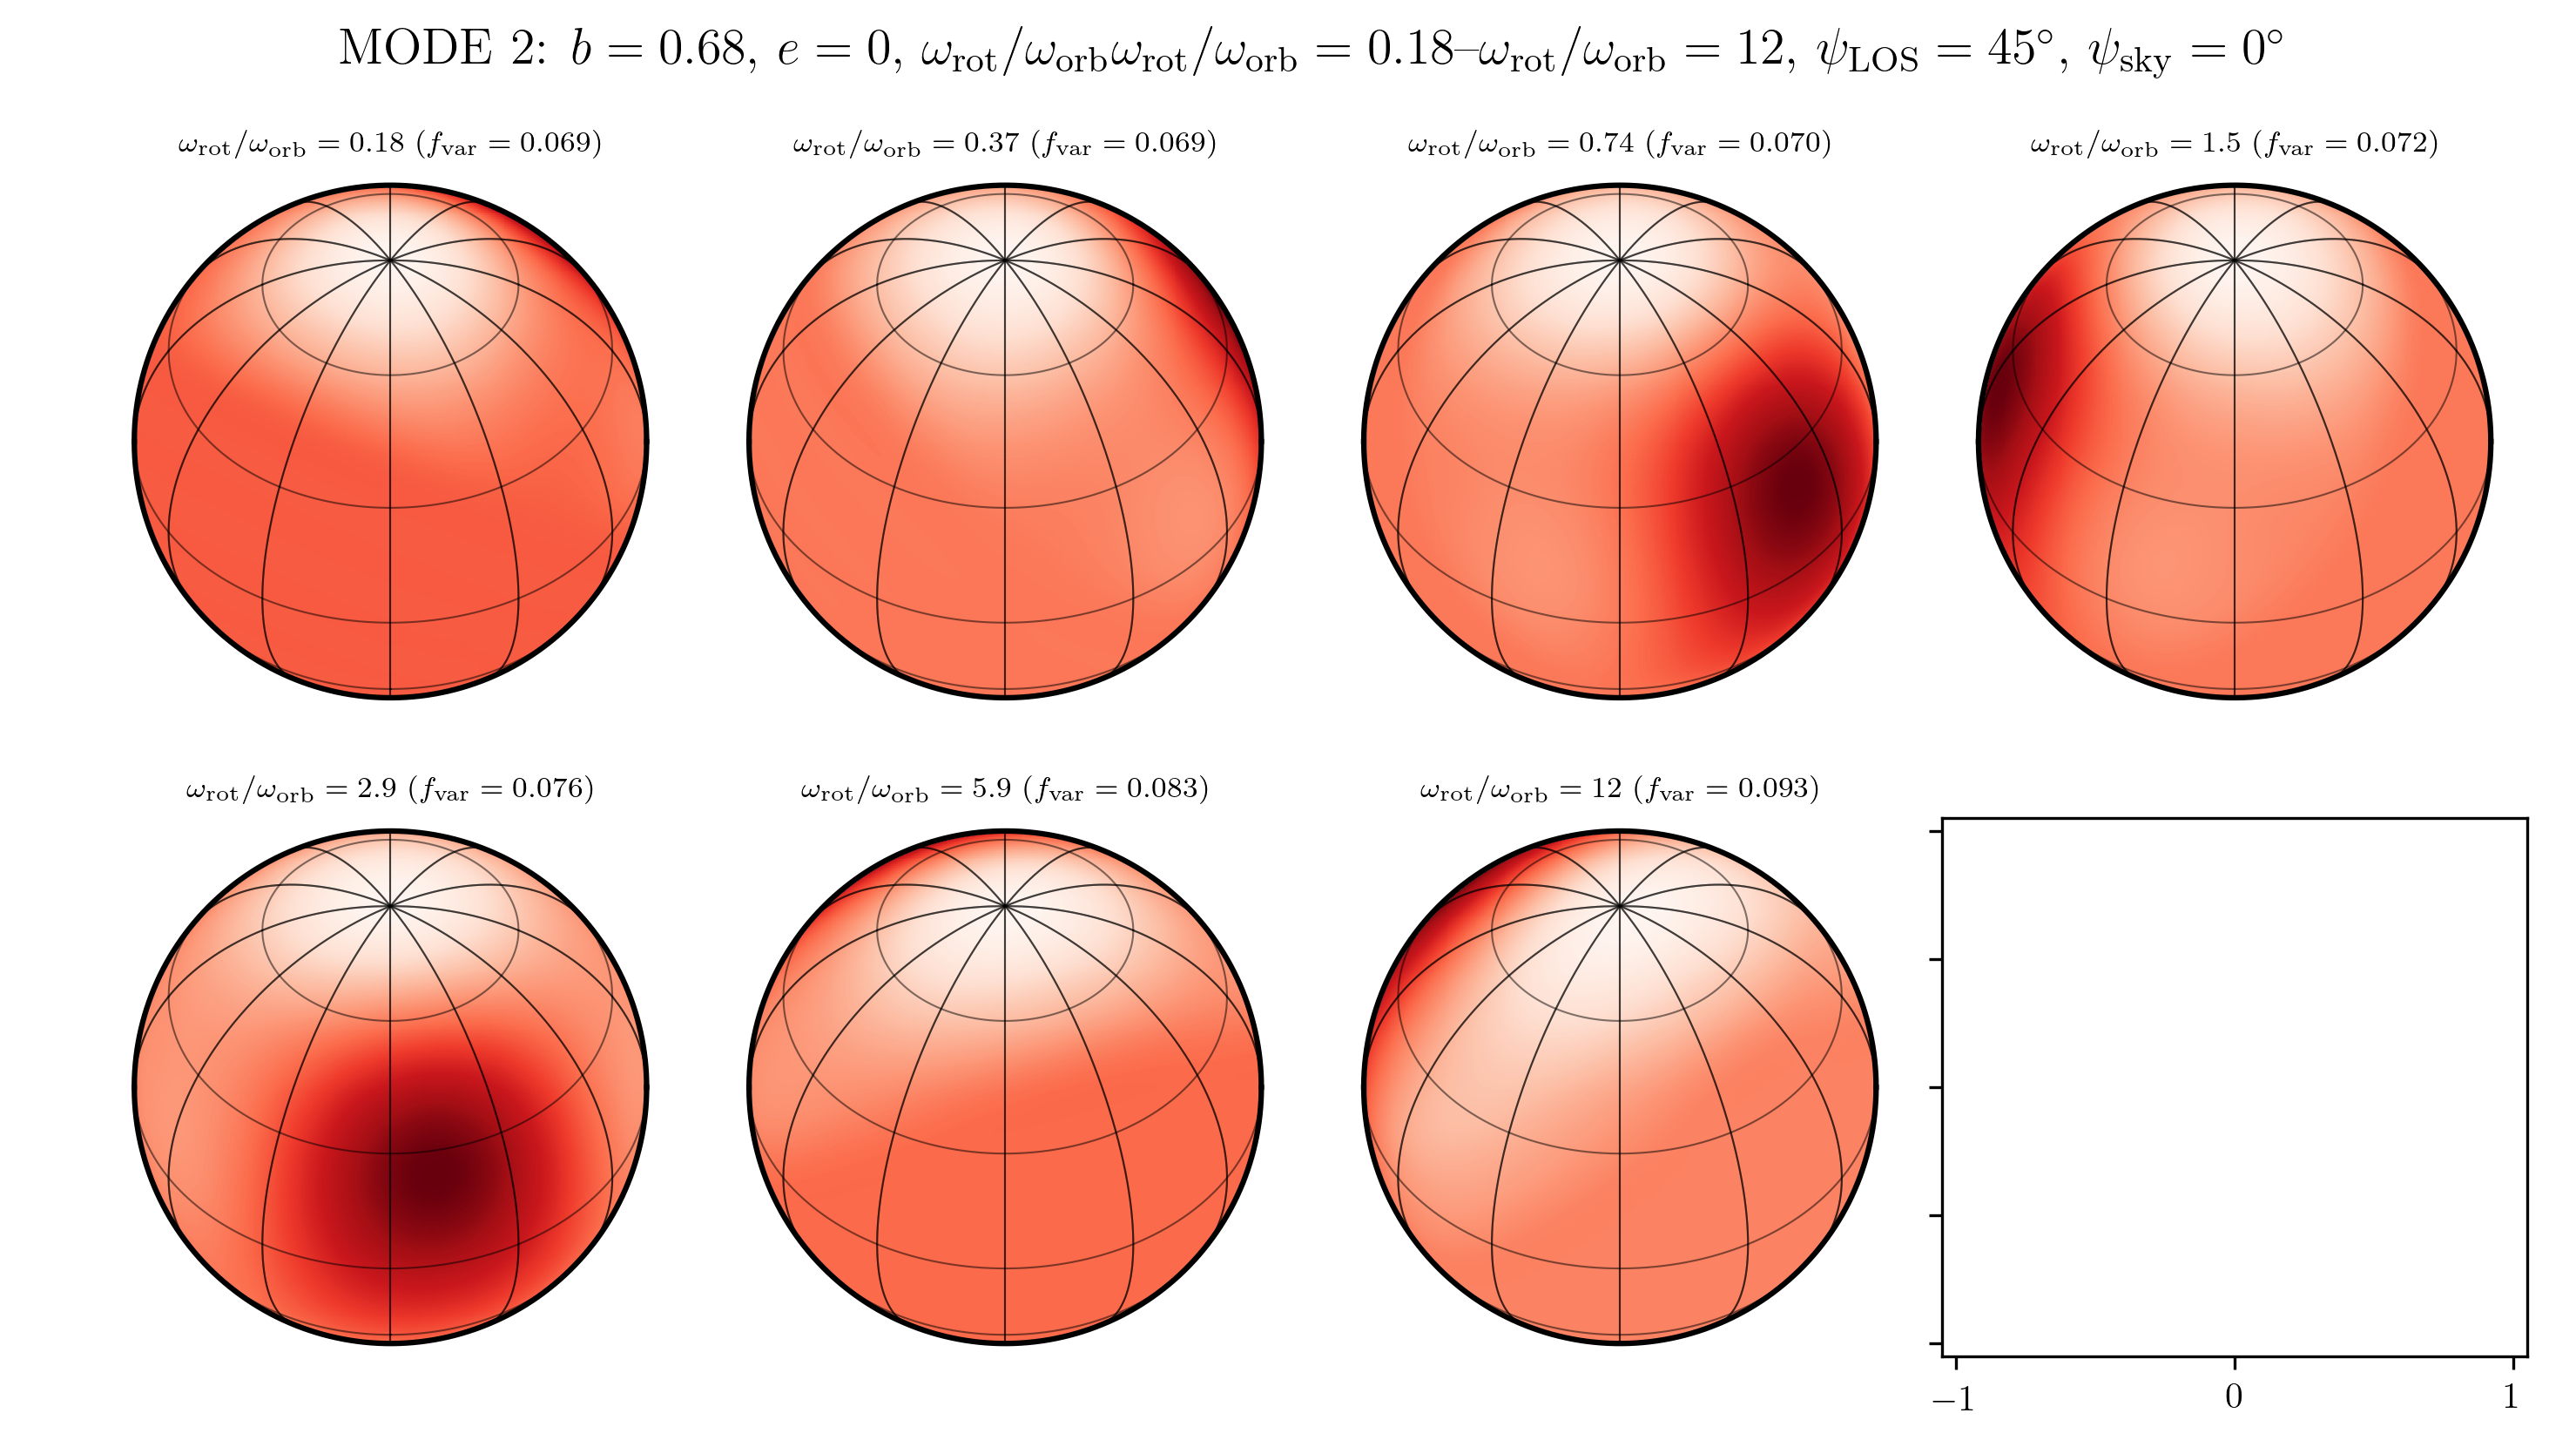 MODE 2: b = 0.68, e = 0, ω_rot/ω_orbω_rot/ω_orb = 0.18–ω_rot/ω_orb = 12, ψ_LOS = 45°, ψ_sky = 0°
ω_rot/ω_orb = 0.18 (f_var = 0.069)
ω_rot/ω_orb = 0.37 (f_var = 0.069)
ω_rot/ω_orb = 0.74 (f_var = 0.070)
ω_rot/ω_orb = 1.5 (f_var = 0.072)
ω_rot/ω_orb = 2.9 (f_var = 0.076)
ω_rot/ω_orb = 5.9 (f_var = 0.083)
ω_rot/ω_orb = 12 (f_var = 0.093)
−1 0 1